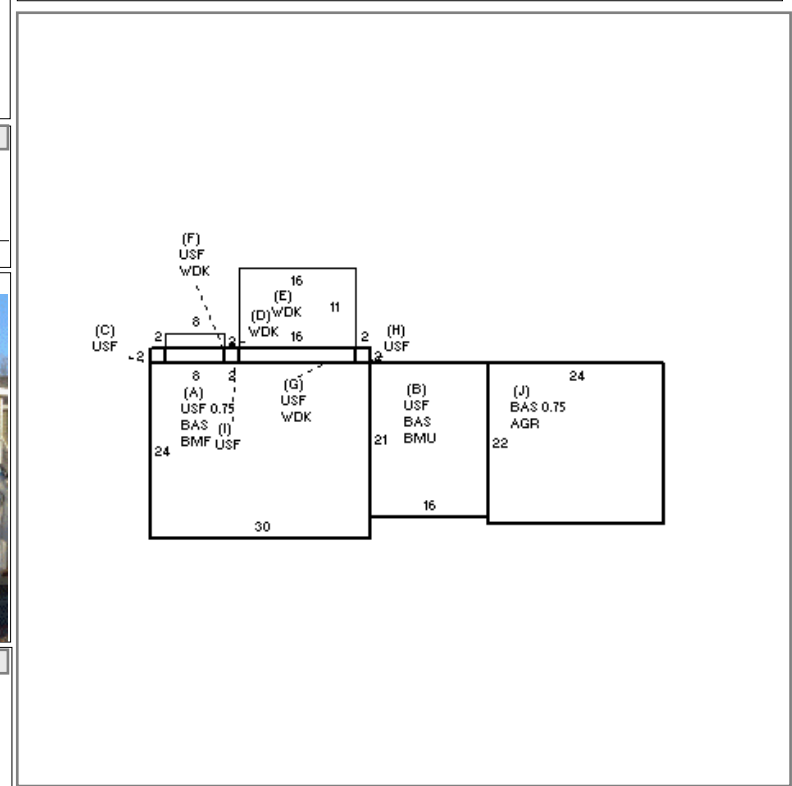 (F)
USF
WDK
16
(E)
WDK
11
8
(D)
WDK
(C)
USF
2
2
16
2
(H)
USF
2
2
8
2
(A)
USF 0.75
BAS
BMF
(I)
USF
24
30
(G)
USF
WDK
(B)
USF
BAS
BMU
21
16
24
(J)
BAS 0.75
AGR
22